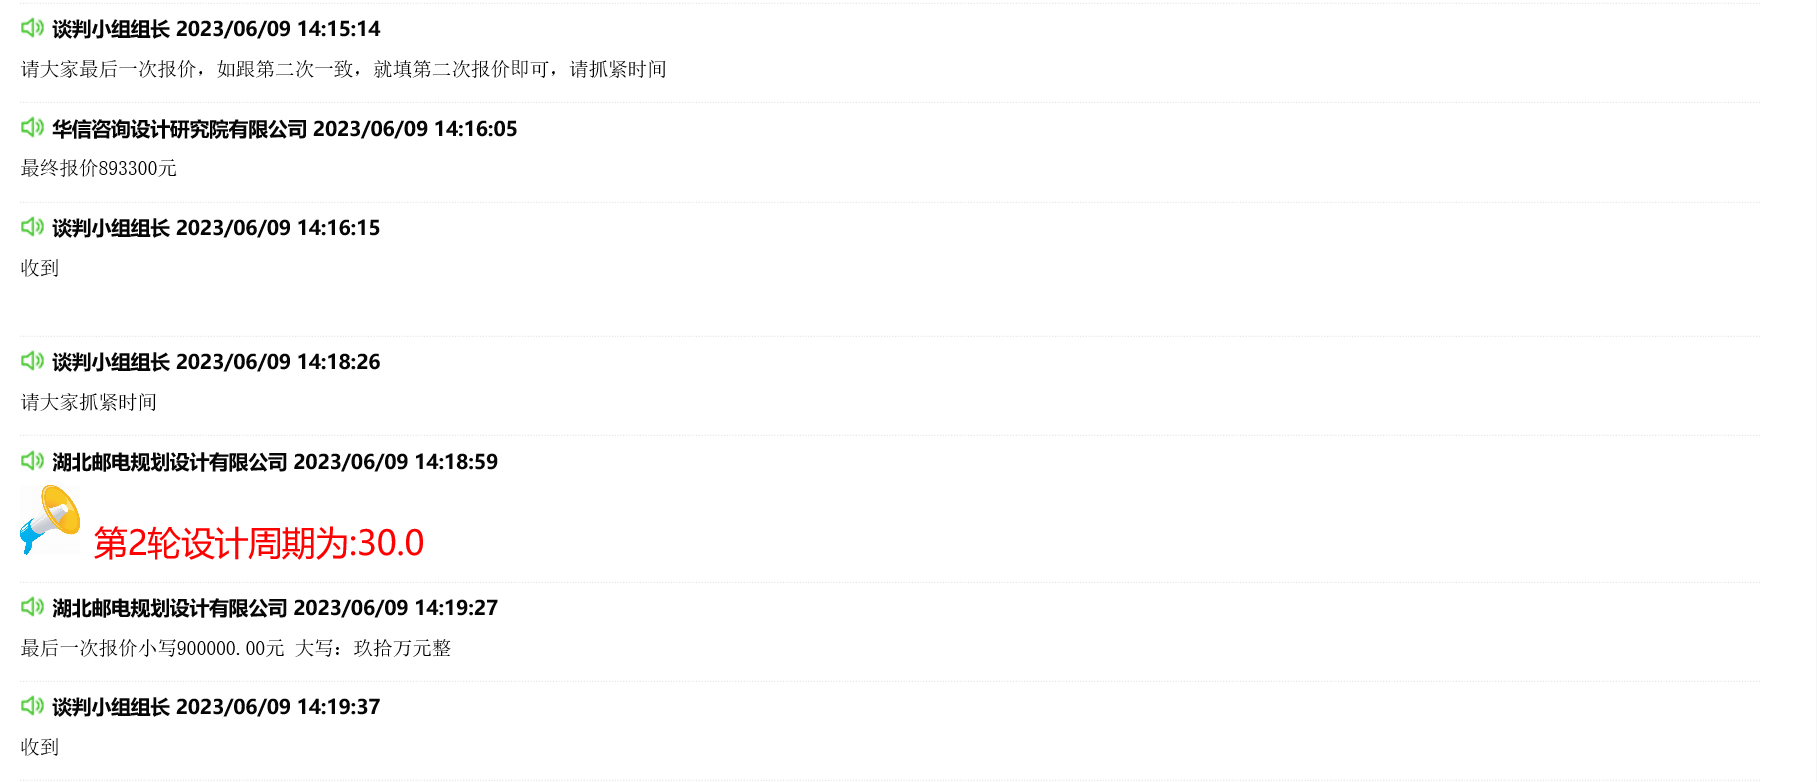 谈判小组组长 2023/06/09 14:15:14
请大家最后一次报价，如跟第二次一致，就填第二次报价即可，请抓紧时间
华信咨询设计研究院有限公司 2023/06/09 14:16:05
最终报价893300元
谈判小组组长 2023/06/09 14:16:15
收到
谈判小组组长 2023/06/09 14:18:26
请大家抓紧时间
湖北邮电规划设计有限公司 2023/06/09 14:18:59
第2轮设计周期为:30.0
湖北邮电规划设计有限公司 2023/06/09 14:19:27
最后一次报价小写900000.00元 大写：玖拾万元整
谈判小组组长 2023/06/09 14:19:37
收到